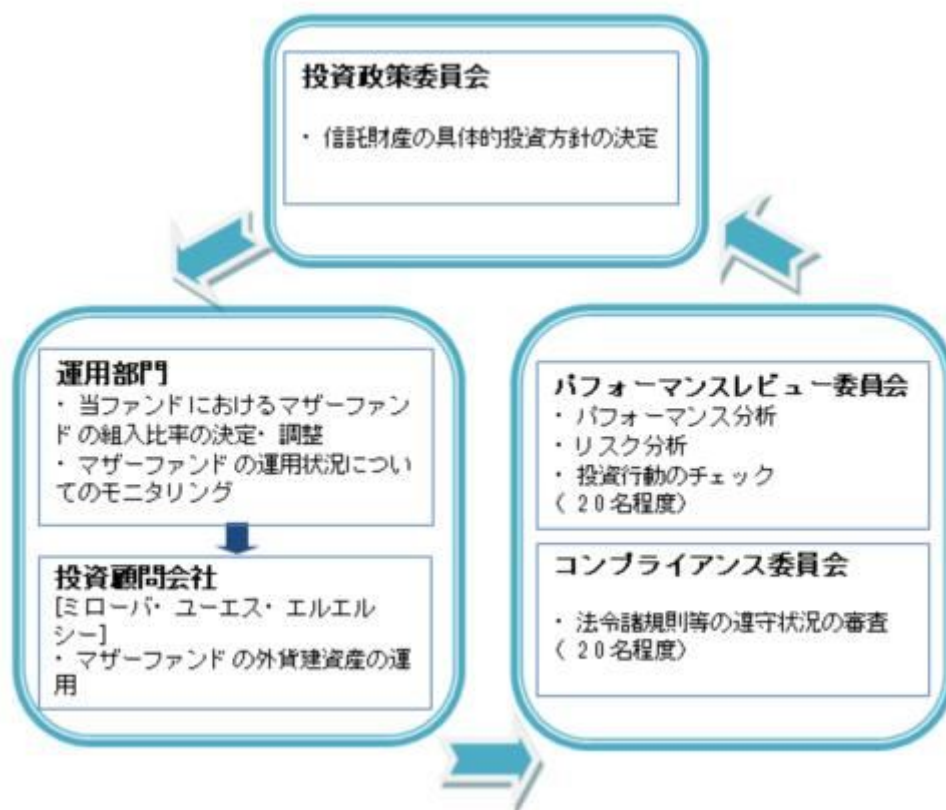 投資政策委員会
・ 信託財産の具体的投資方針の決定
運用部門
・ 当ファンドにおけるマザーファン
ドの組入比率の決定・ 調整
・ マザーファンドの運用状況につい
てのモニタリング
投資顧問会社
[ミローバ・ ユーエス・ エルエル
シー]
・ マザーファンドの外貨建資産の運
用
パフォーマンスレビュー委員会
・ パフォーマンス分析
・ リスク分析
・ 投資行動のチェック
（ 20名程度）
コンプライアンス委員会
・ 法令諸規則等の遵守状況の審査
（ 20名程度）